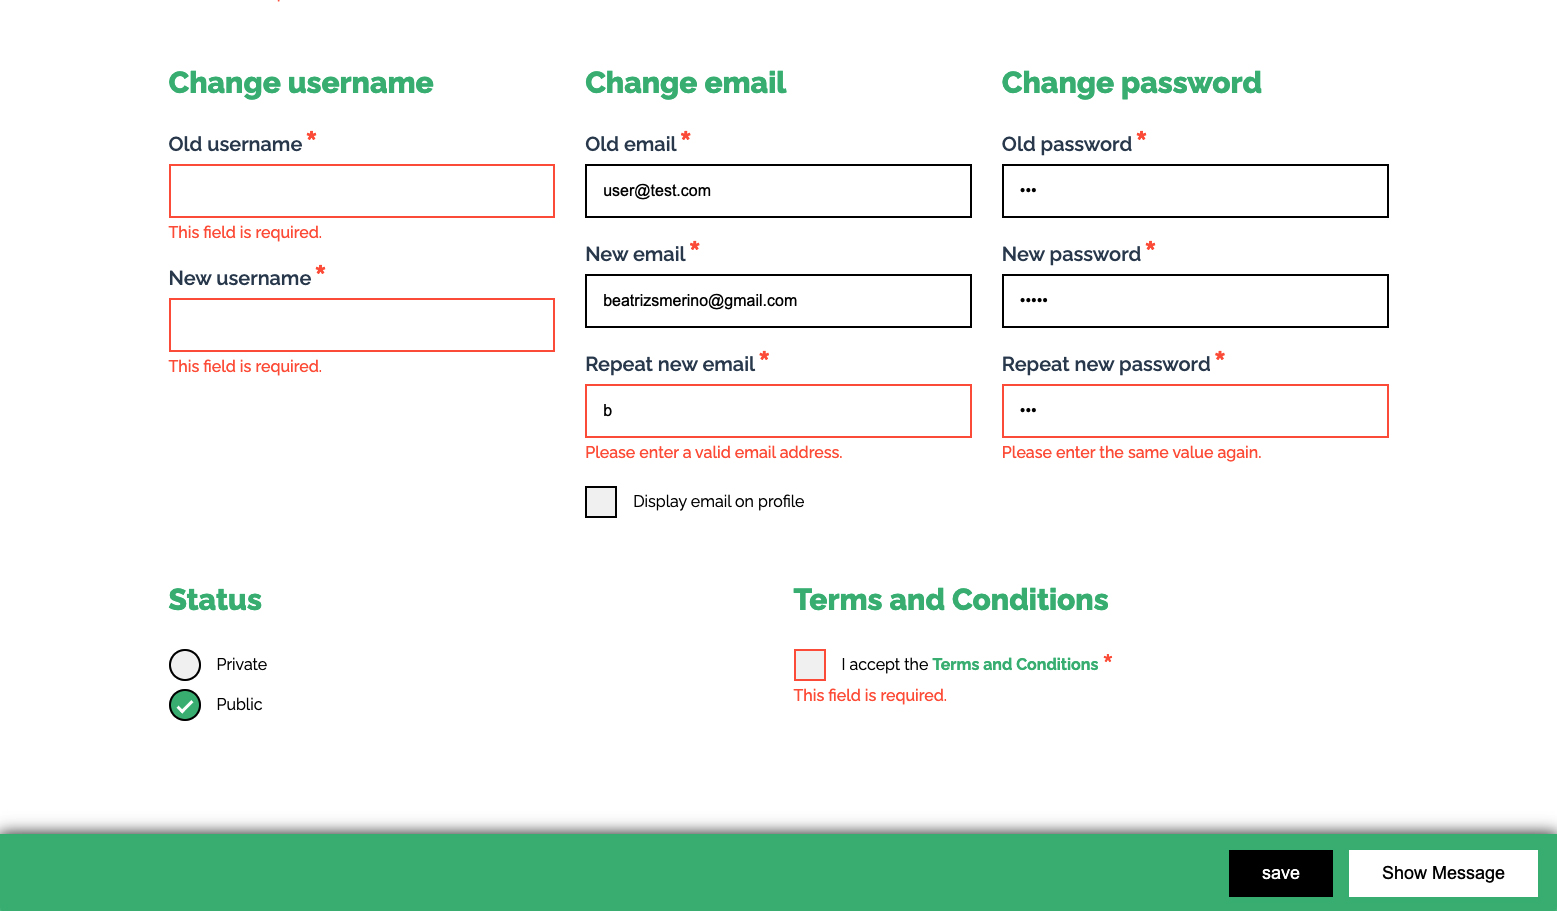 Change username
Old username *
This field is required.
New username *
This field is required.
Change email
Old email *
user@test.com
New email *
beatrizsmerino@gmail.com
Repeat new email *
b
Please enter a valid email address.
Display email on profile
Change password
Old password *
•••
New password *
•••••
Repeat new password *
•••
Please enter the same value again.
Status
Private
Public
Terms and Conditions
I accept the Terms and Conditions *
This field is required.
save
Show Message